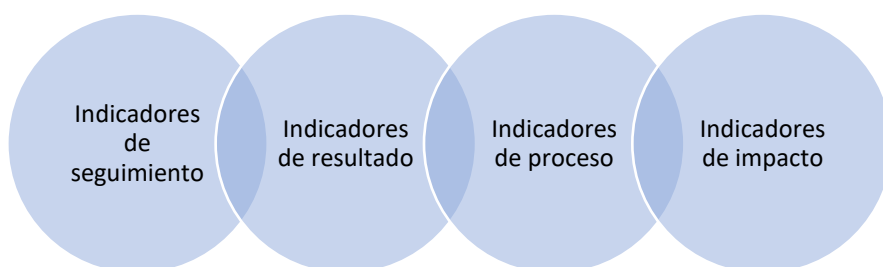 Indicadores
de
seguimiento
Indicadores
de resultado
Indicadores
de proceso
Indicadores
de impacto